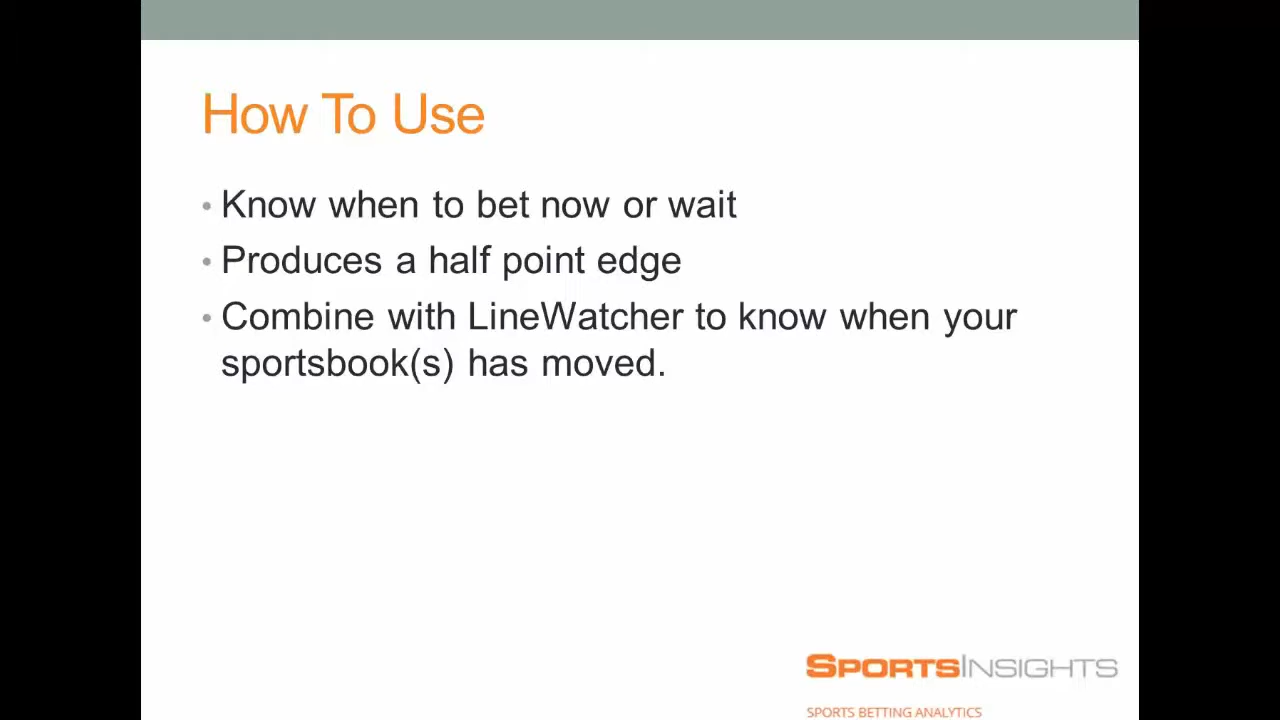 How To Use
• Know when to bet now or wait
• Produces a half point edge
• Combine with LineWatcher to know when your
sportsbook(s) has moved.
SPORTSINSIGHTS
SPORTS BETTING ANALYTICS